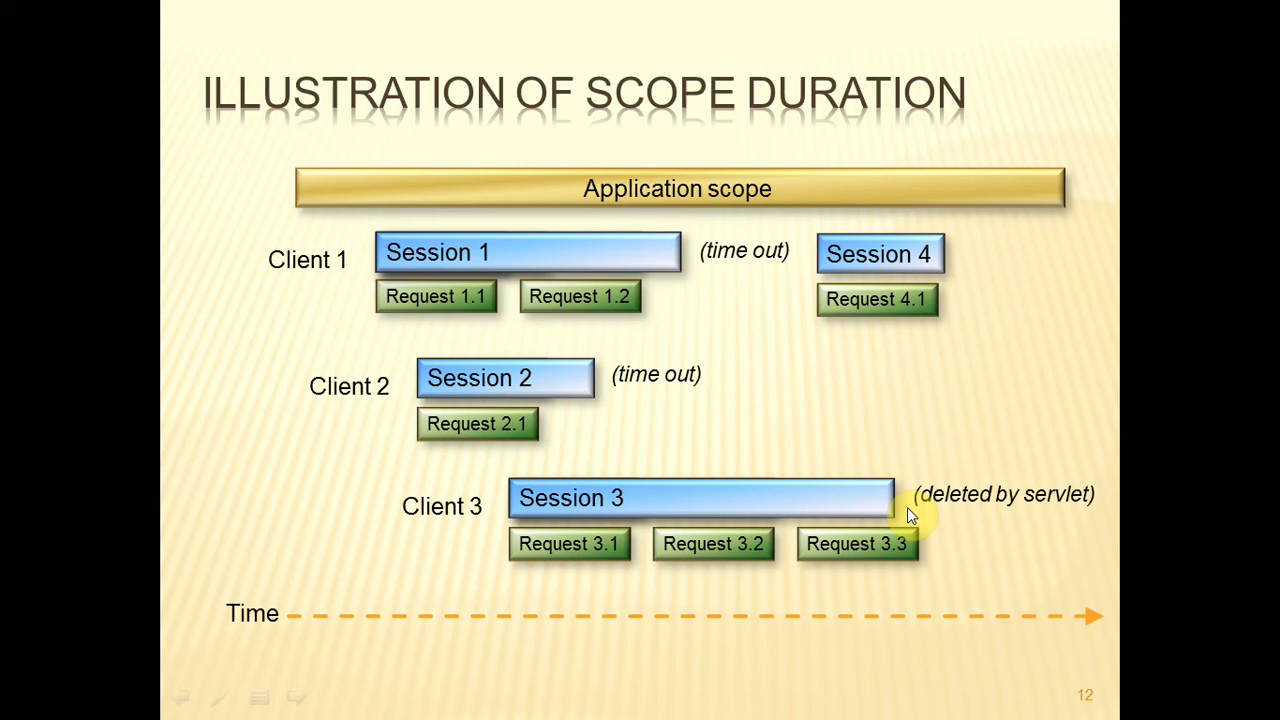 ILLUSTRATION OF SCOPE DURATION
Application scope
Client 1
Session 1
(time out)
Session 4
Request 1.1
Request 1.2
Request 4.1
Client 2
Session 2
(time out)
Request 2.1
Client 3
Session 3
(deleted by servlet)
Request 3.1
Request 3.2
Request 3.3
Time
12